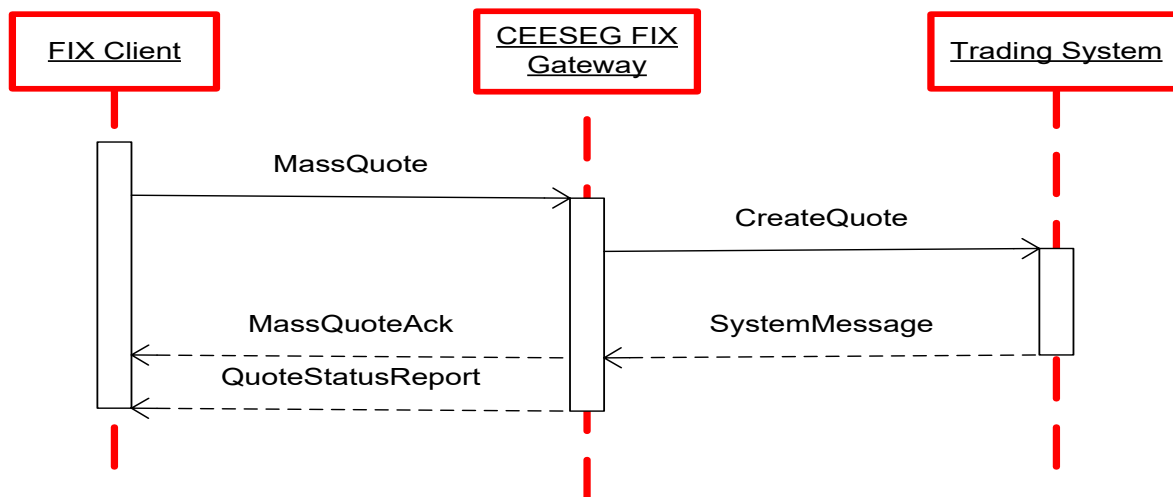 FIX Client
CEESEG FIX
Gateway
Trading System
MassQuote
CreateQuote
MassQuoteAck
SystemMessage
QuoteStatusReport